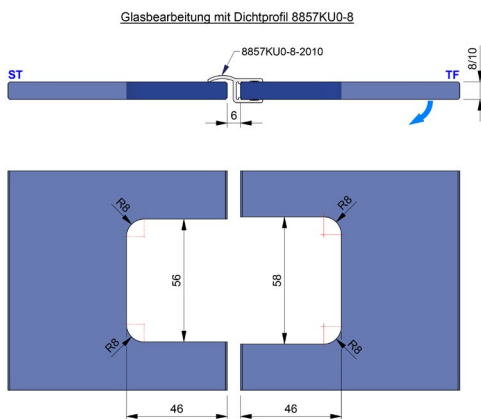 Glasbearbeitung mit Dichtprofil 8857KU0-8
8857KU0-8-2010
ST
TF
8/10
6
R8
R8
56
58
R8
R8
46
46